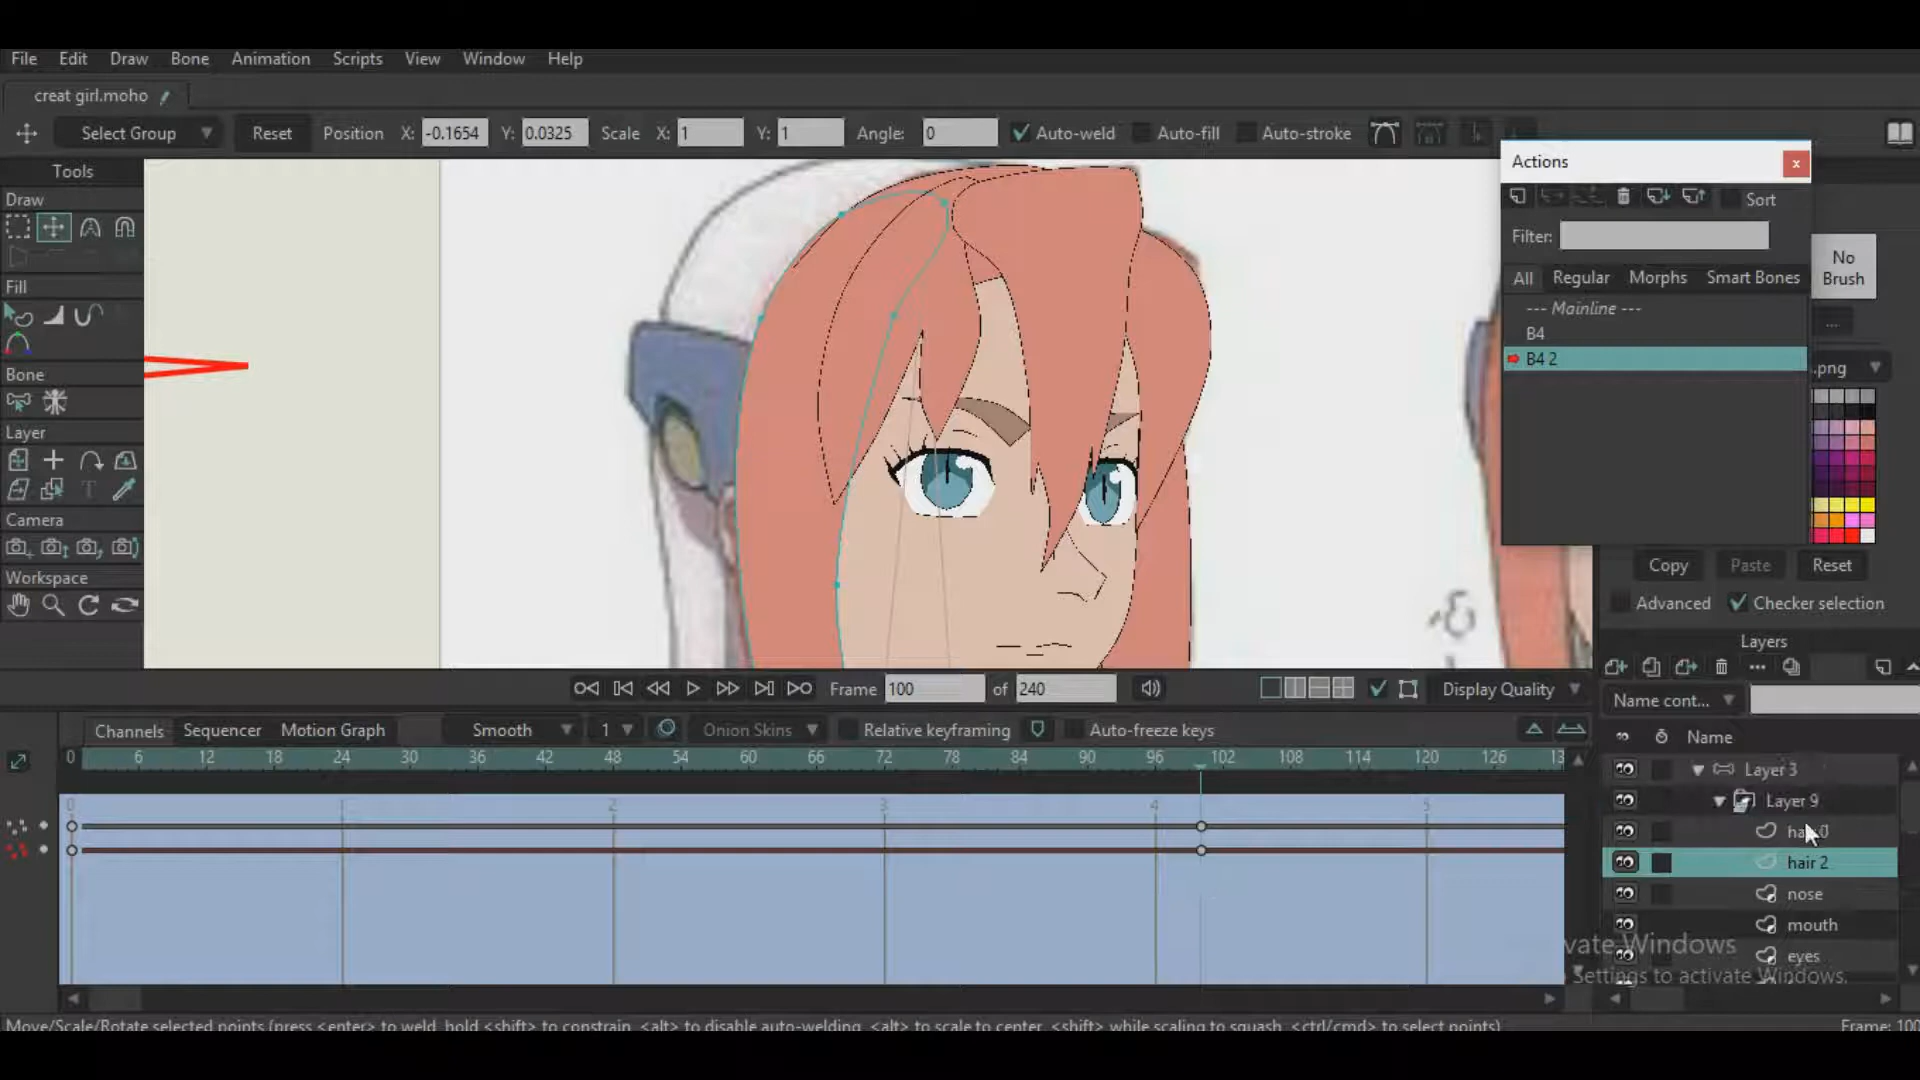 File Edit Draw Bone Animation Scripts View Window Help
creat girl.moho
Select Group Reset Position X: -0.1654 Y: 0.0325 Scale X: 1 Y: 1 Angle: 0 Auto-weld Auto-fill Auto-stroke
Tools
Draw
Fill
Bone
Layer
Camera
Workspace
Actions
Sort
Filter:
All Regular Morphs Smart Bones
--- Mainline ---
B4
B4 2
No
Brush
...
.png
Copy Paste Reset
Advanced Checker selection
Layers
Frame 100 of 240 Display Quality
Name cont...
Channels Sequencer Motion Graph Smooth 1 Onion Skins Relative keyframing Auto-freeze keys
Name
0 6 12 18 24 30 36 42 48 54 60 66 72 78 84 90 96 102 108 114 120 126 13
0 1 2 3 4 5
Layer 3
Layer 9
hair 2
nose
mouth
eyes
vate Windows
Settings to activate Windows.
Move/Scale/Rotate selected points (press <enter> to weld, hold <shift> to constrain, <alt> to disable auto-welding, <alt> to scale to center, <shift> while scaling to squash, <ctrl/cmd> to select points)
Frame: 100